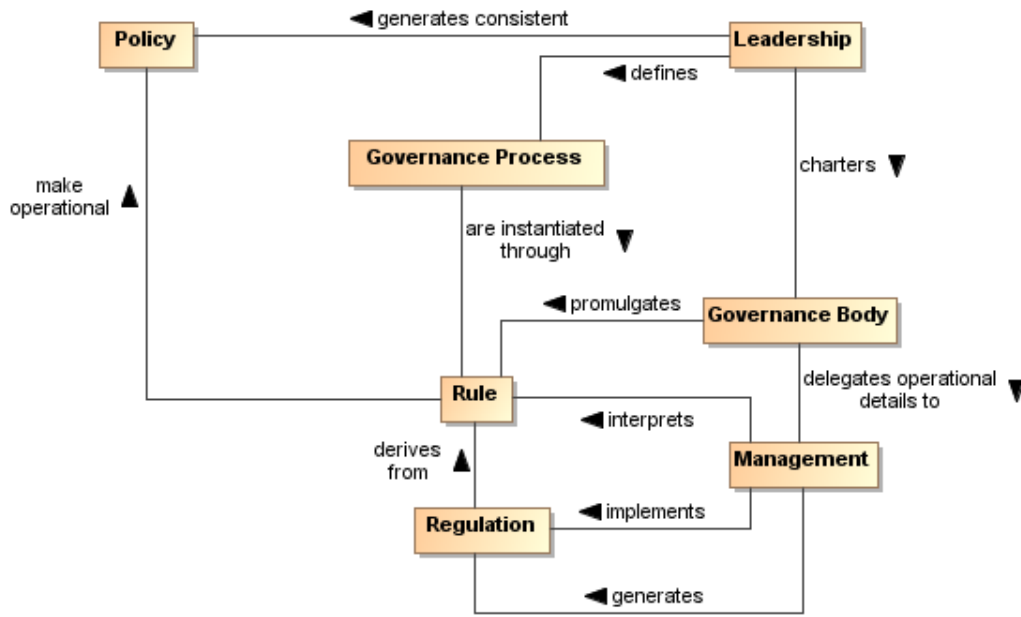 generates consistent
Policy
Leadership
defines
Governance Process
charters
make
operational
are instantiated
through
promulgates
Governance Body
delegates operational
details to
Rule
interprets
derives
from
Management
implements
Regulation
generates